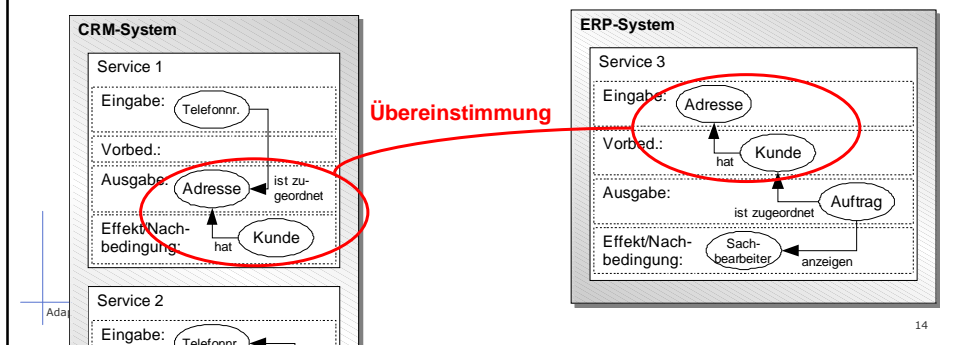 CRM-System
Service 1
Eingabe:
Telefonnr.
Vorbed.:
Ausgabe:
Adresse
ist zu-
geordnet
Effekt/Nach-
bedingung:
hat
Kunde
Service 2
Eingabe:
Telefonnr.
Übereinstimmung
ERP-System
Service 3
Eingabe:
Adresse
Vorbed.:
hat
Kunde
Ausgabe:
ist zugeordnet
Auftrag
Effekt/Nach-
bedingung:
Sach-
bearbeiter
anzeigen
14